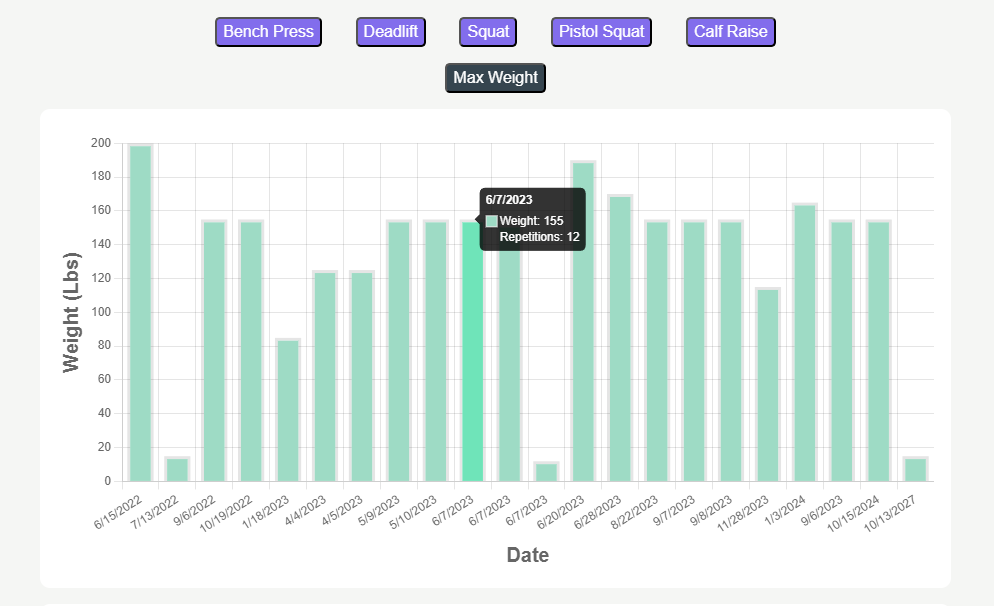 Bench Press Deadlift Squat Pistol Squat Calf Raise
Max Weight
200
180
160
140
120
100
80
60
40
20
0
Weight (Lbs)
6/7/2023
Weight: 155
Repetitions: 12
6/15/2022 7/13/2022 9/6/2022 10/19/2022 1/18/2023 4/4/2023 4/5/2023 5/9/2023 5/10/2023 6/7/2023 6/7/2023 6/7/2023 6/20/2023 6/28/2023 8/22/2023 9/7/2023 9/8/2023 11/28/2023 1/3/2024 9/6/2023 10/15/2024 10/13/2027
Date